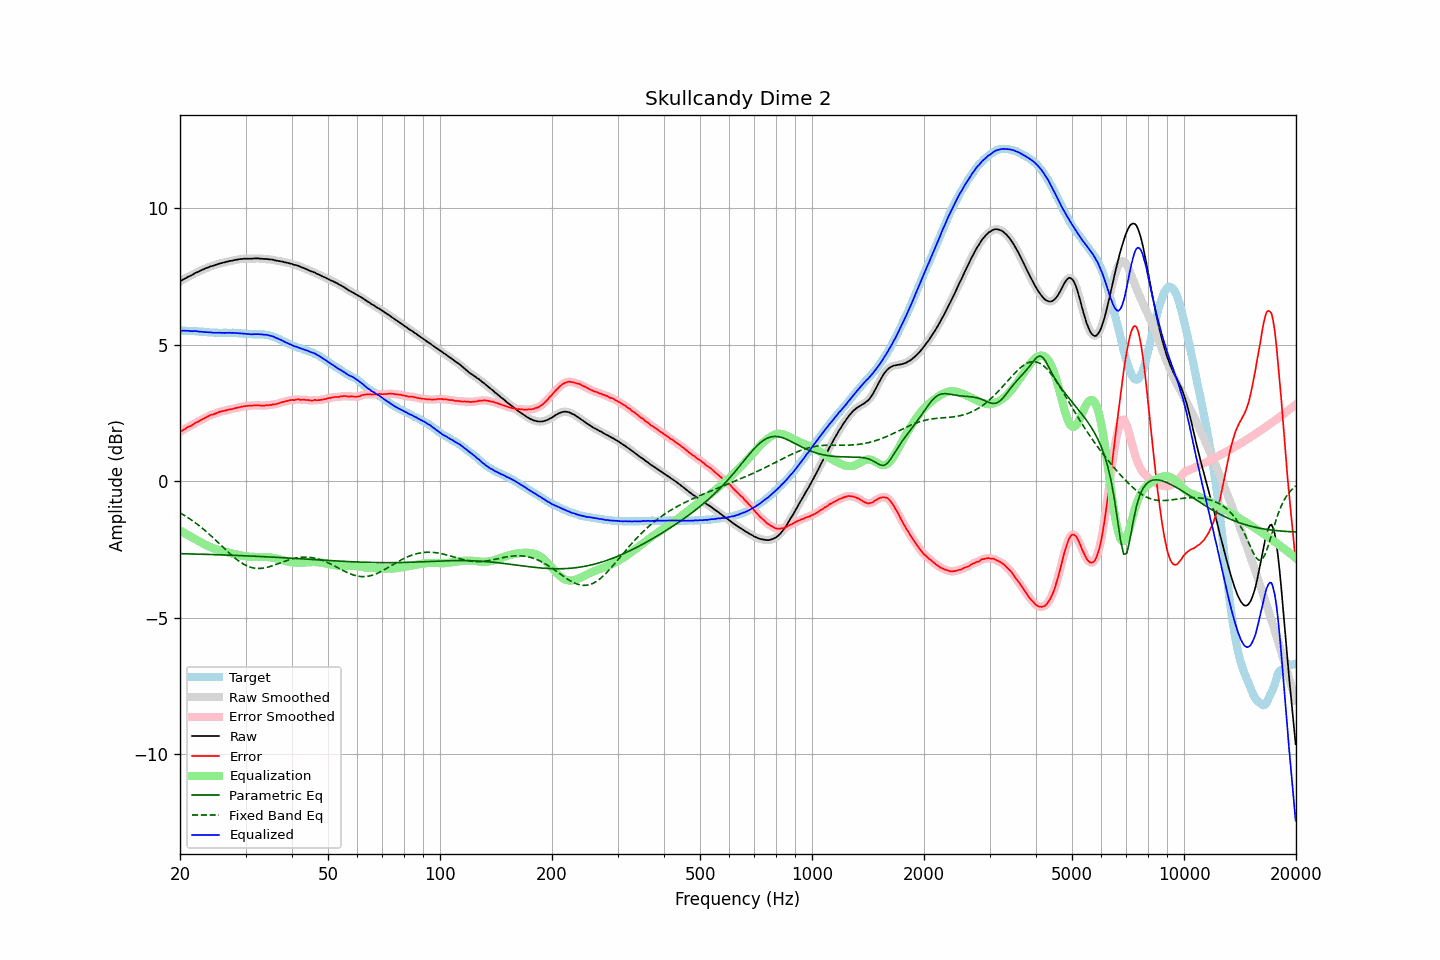 Skullcandy Dime 2
Amplitude (dBr)
10
5
0
−5
−10
Target
Raw Smoothed
Error Smoothed
Raw
Error
Equalization
Parametric Eq
Fixed Band Eq
Equalized
20 50 100 200 500 1000 2000 5000 10000 20000
Frequency (Hz)